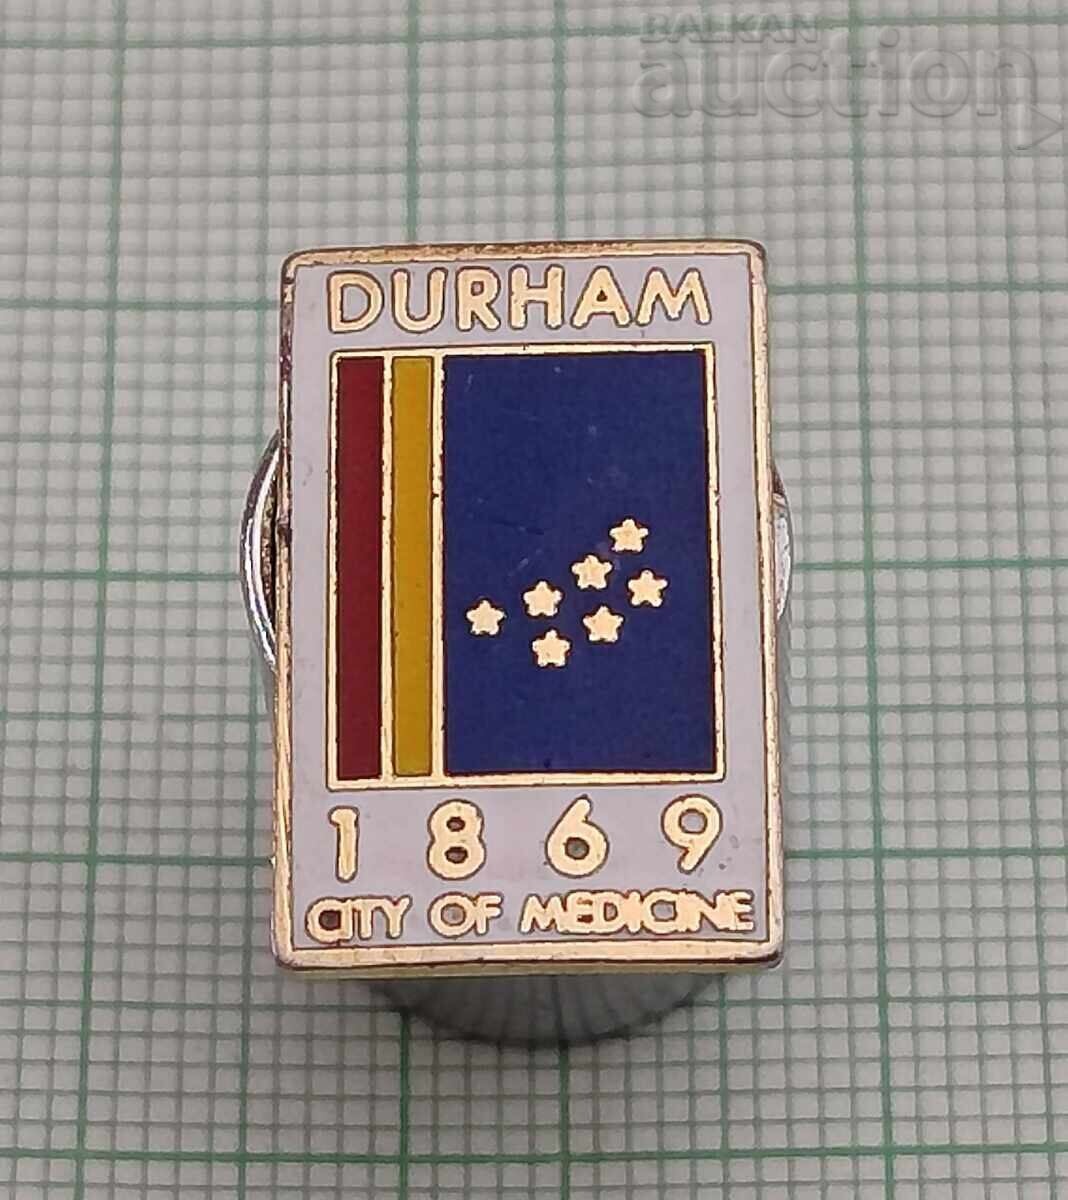 BALKAN
auction
DURHAM
1869
CITY OF MEDICINE